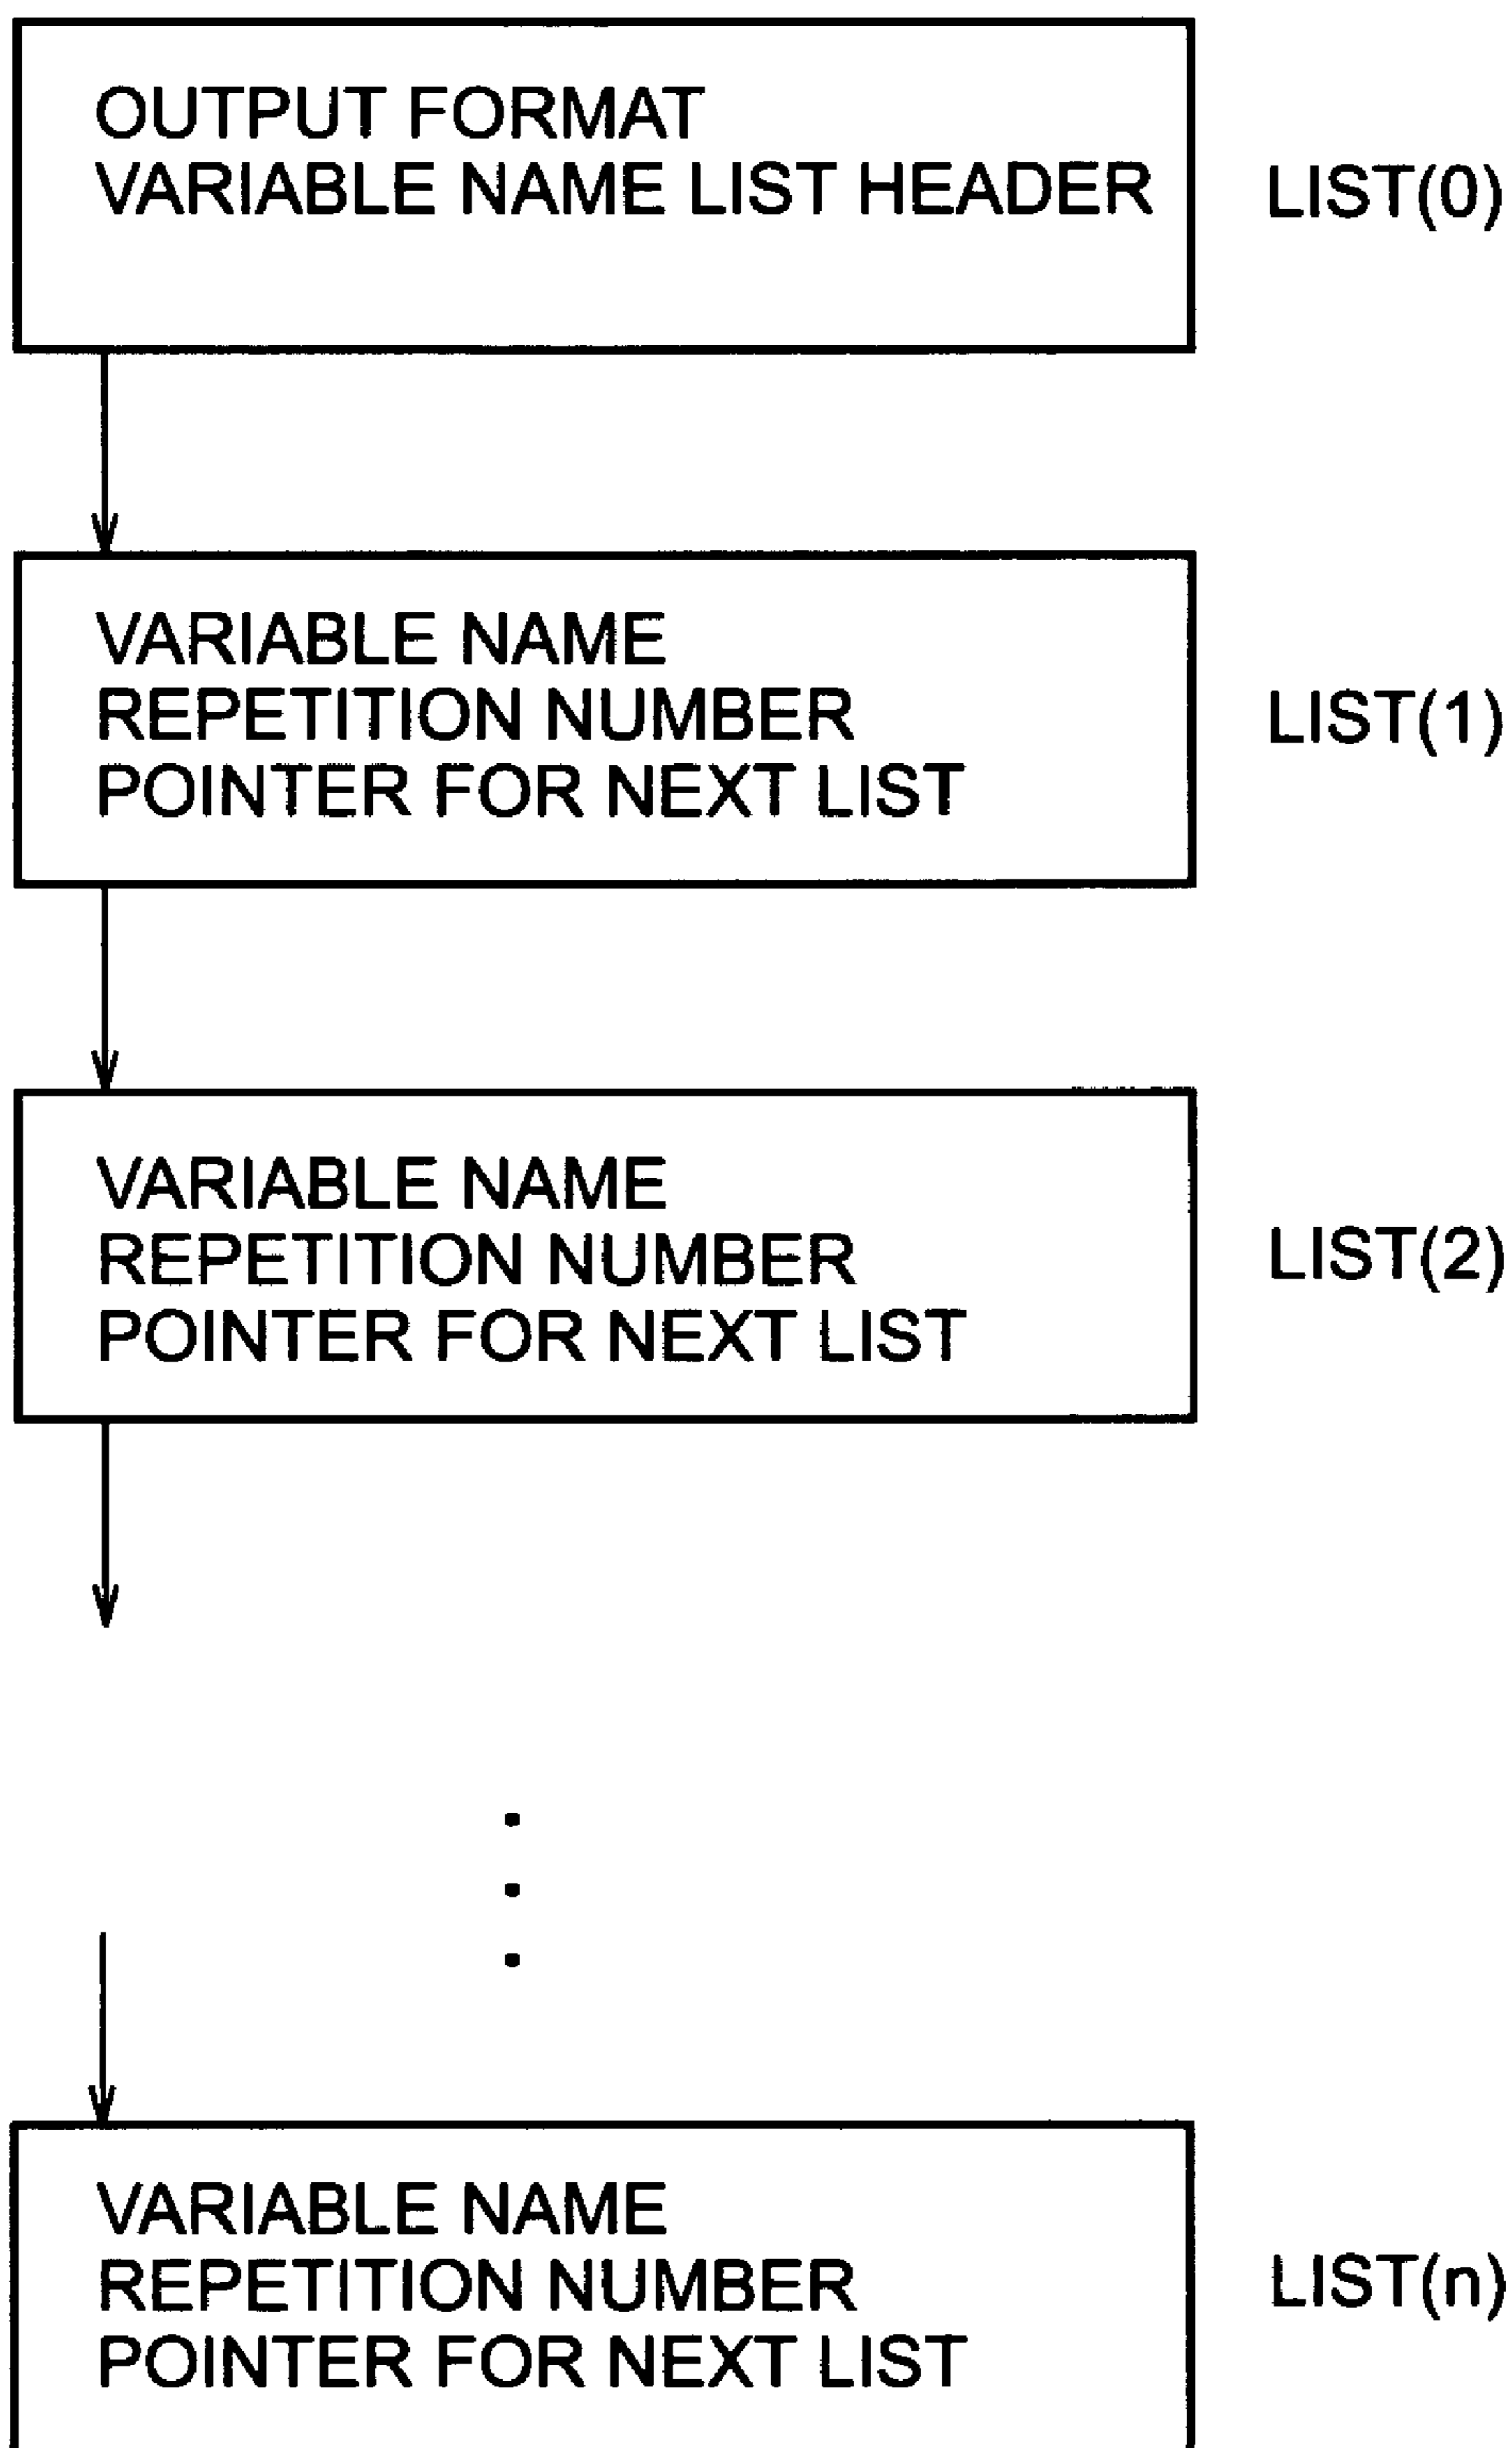 OUTPUT FORMAT
VARIABLE NAME LIST HEADER
LIST(0)
VARIABLE NAME
REPETITION NUMBER
POINTER FOR NEXT LIST
LIST(1)
VARIABLE NAME
REPETITION NUMBER
POINTER FOR NEXT LIST
LIST(2)
VARIABLE NAME
REPETITION NUMBER
POINTER FOR NEXT LIST
LIST(n)